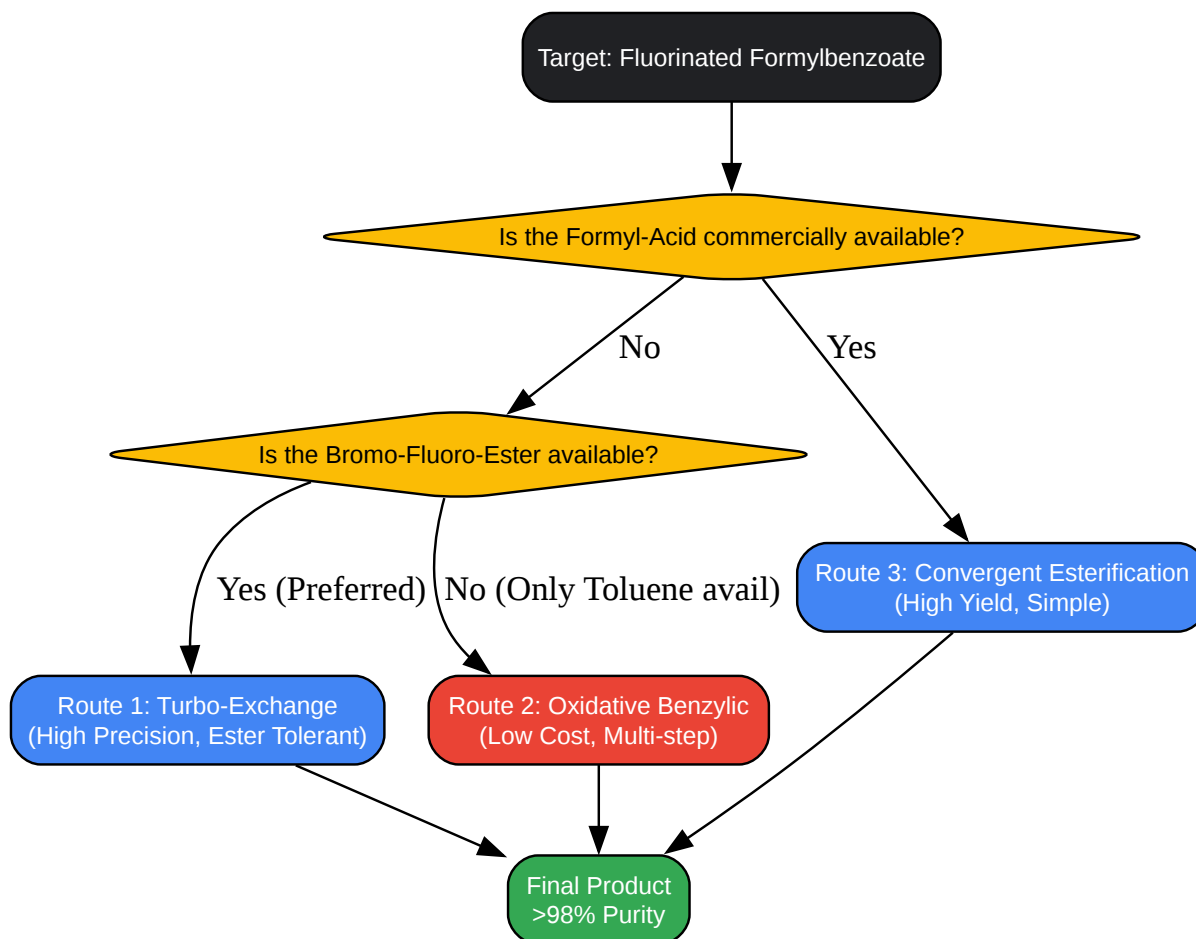 Target: Fluorinated Formylbenzoate
Is the Formyl-Acid commercially available?
No
Yes
Is the Bromo-Fluoro-Ester available?
Yes (Preferred)
No (Only Toluene avail)
Route 3: Convergent Esterification
(High Yield, Simple)
Route 1: Turbo-Exchange
(High Precision, Ester Tolerant)
Route 2: Oxidative Benzylic
(Low Cost, Multi-step)
Final Product
>98% Purity